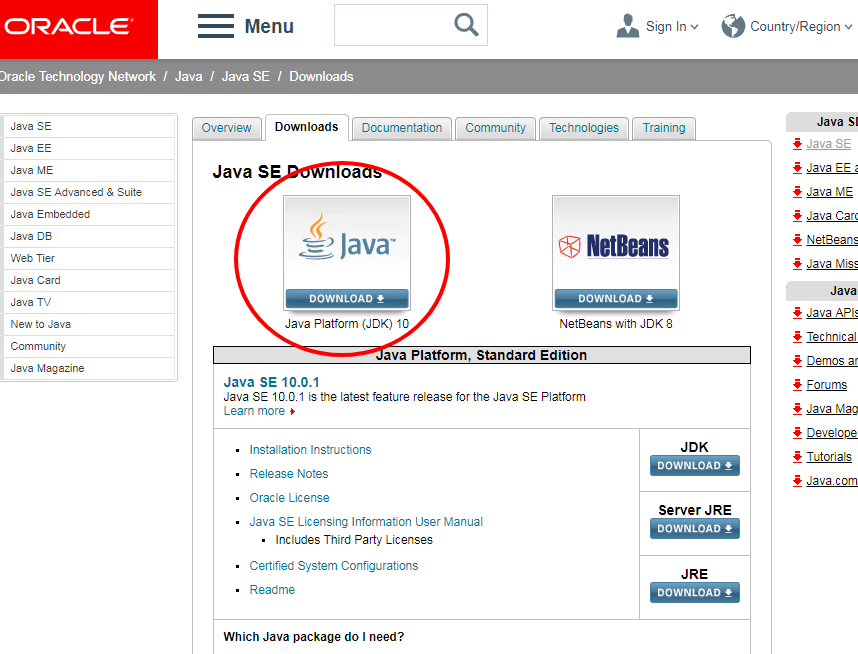 ORACLE®
Menu
Sign In
Country/Region
Oracle Technology Network / Java / Java SE / Downloads
Java SE
Java EE
Java ME
Java SE Advanced & Suite
Java Embedded
Java DB
Web Tier
Java Card
Java TV
New to Java
Community
Java Magazine
Overview
Downloads
Documentation
Community
Technologies
Training
Java SE Downloads
Java™
DOWNLOAD
Java Platform (JDK) 10
NetBeans
DOWNLOAD
NetBeans with JDK 8
Java Platform, Standard Edition
Java SE 10.0.1
Java SE 10.0.1 is the latest feature release for the Java SE Platform
Learn more
Installation Instructions
Release Notes
Oracle License
Java SE Licensing Information User Manual
Includes Third Party Licenses
Certified System Configurations
Readme
JDK
DOWNLOAD
Server JRE
DOWNLOAD
JRE
DOWNLOAD
Which Java package do I need?
Java SD
Java SE
Java EE a
Java ME
Java Card
NetBeans
Java Miss
Java
Java APIs
Technical
Demos an
Forums
Java Mag
Develope
Tutorials
Java.com